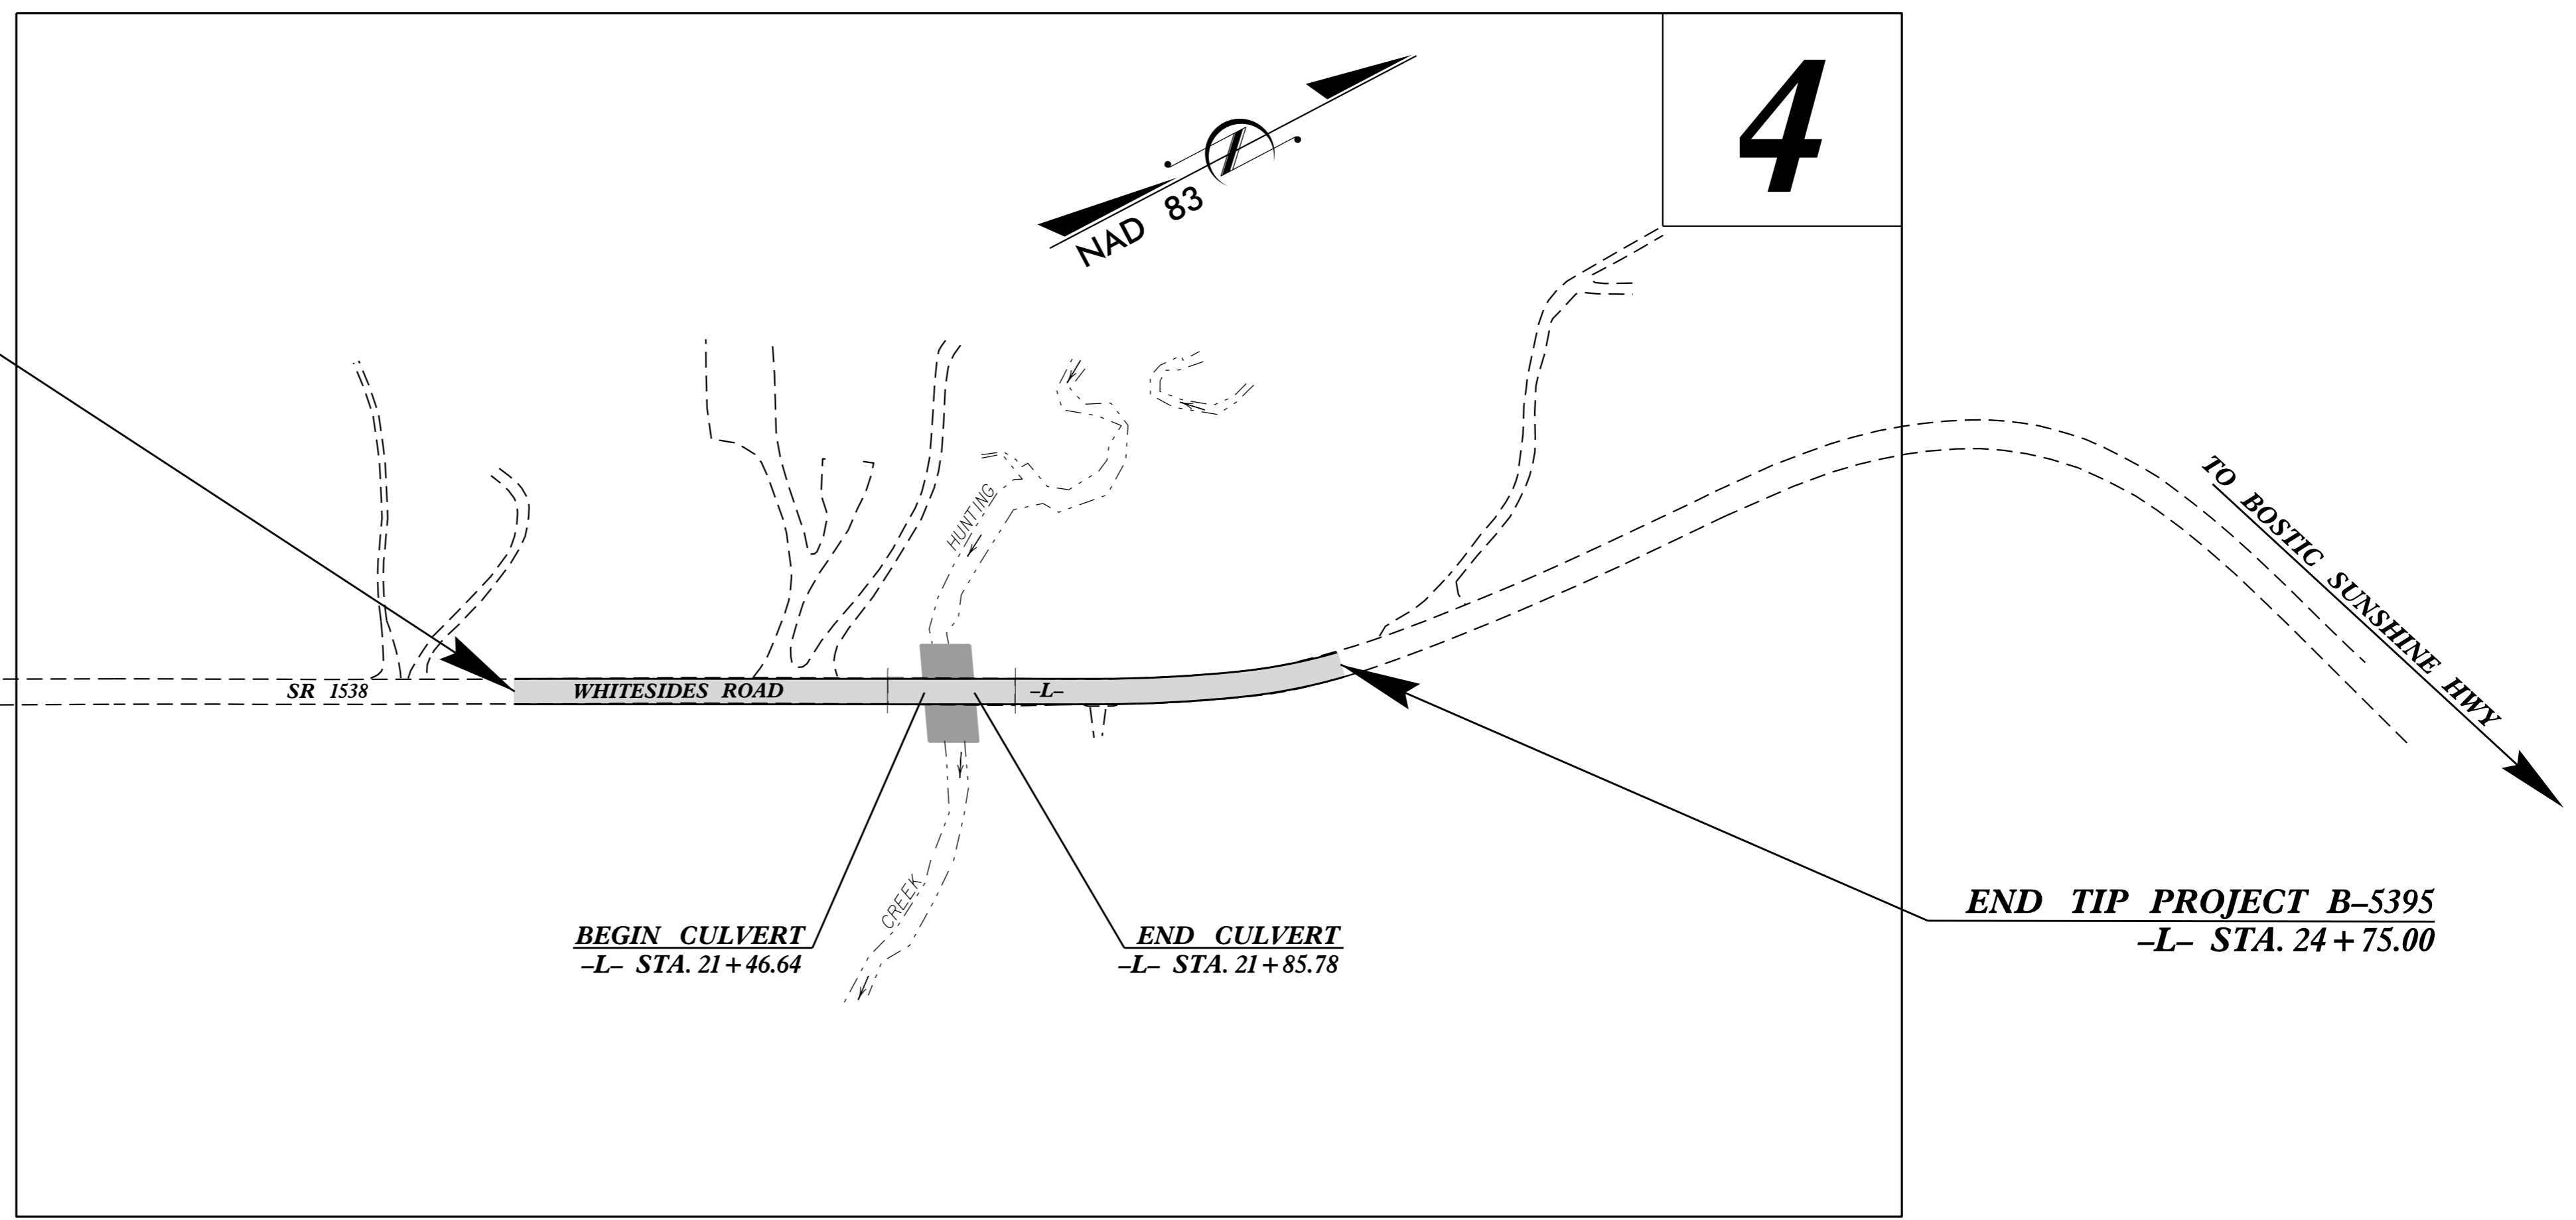 4
NAD 83
HUNTING
TO BOSTIC SUNSHINE HWY
SR 1538
WHITESIDES ROAD
–L–
CREEK
BEGIN CULVERT
–L– STA. 21+46.64
END CULVERT
–L– STA. 21+85.78
END TIP PROJECT B–5395
–L– STA. 24+75.00